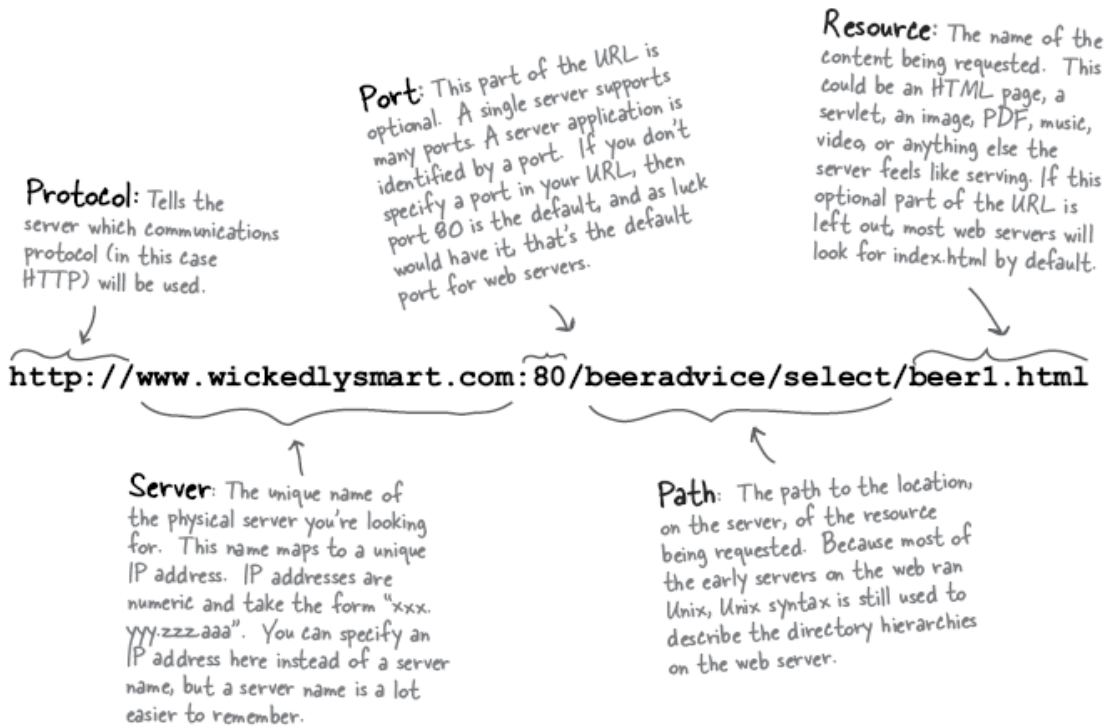 Resource: The name of the
content being requested. This
could be an HTML page, a
servlet, an image, PDF, music,
video, or anything else the
server feels like serving. If this
optional part of the URL is
left out, most web servers will
look for index.html by default.
Port: This part of the URL is
optional. A single server supports
many ports. A server application is
identified by a port. If you don't
specify a port in your URL, then
port 80 is the default, and as luck
would have it, that's the default
port for web servers.
Protocol: Tells the
server which communications
protocol (in this case
HTTP) will be used.
http://www.wickedlysmart.com:80/beeradvice/select/beer1.html
Server: The unique name of
the physical server you're looking
for. This name maps to a unique
IP address. IP addresses are
numeric and take the form "xxx.
yyy.zzz.aaa". You can specify an
IP address here instead of a server
name, but a server name is a lot
easier to remember.
Path: The path to the location,
on the server, of the resource
being requested. Because most of
the early servers on the web ran
Unix, Unix syntax is still used to
describe the directory hierarchies
on the web server.